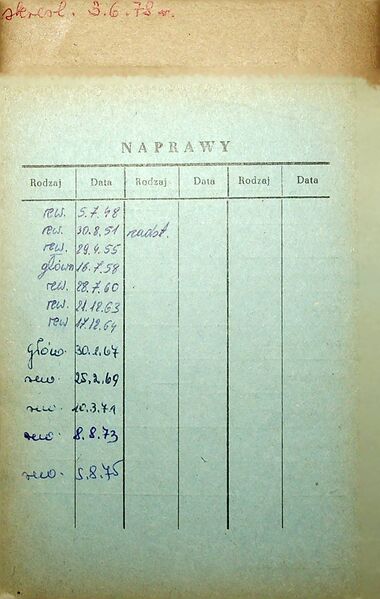 skreśl. 3.6.78 r.
NAPRAWY
Rodzaj Data Rodzaj Data Rodzaj Data
rew. 5.7.48
rew. 30.8.51 nadst.
rew. 29.4.55
główn 16.7.58
rew. 28.7.60
rew. 21.12.63
rew 17.12.64
głów. 30.1.67
rew. 25.2.69
rew. 10.3.71
rew 8.8.73
rew. 5.8.75